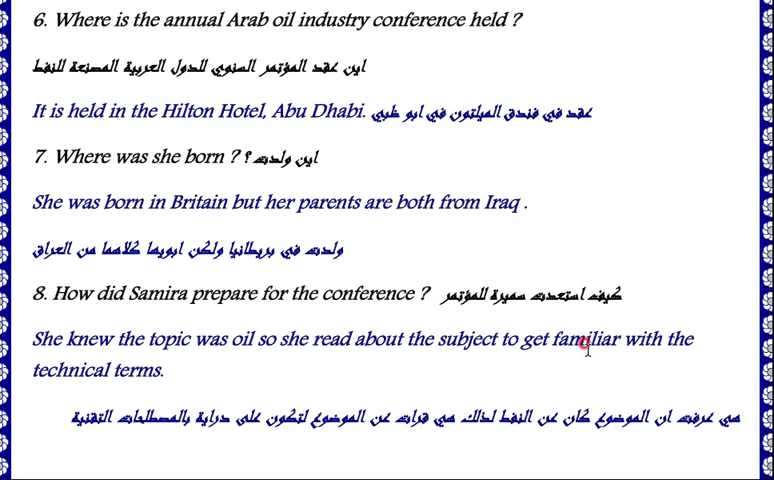 6. Where is the annual Arab oil industry conference held ?
اين عقد المؤتمر السنوي للدول العربية المصنعة للنفط
It is held in the Hilton Hotel, Abu Dhabi. عقد في فندق الهيلتون في ابو ظبي
7. Where was she born ? اين ولدت ؟
She was born in Britain but her parents are both from Iraq .
ولدت في بريطانيا ولكن ابويها كلاهما من العراق
8. How did Samira prepare for the conference ? كيف استعدت سميرة للمؤتمر
She knew the topic was oil so she read about the subject to get familiar with the
technical terms.
هي عرفت ان الموضوع كان عن النفط لذلك هي قرات عن الموضوع لتكون على دراية بالمصطلحات التقنية